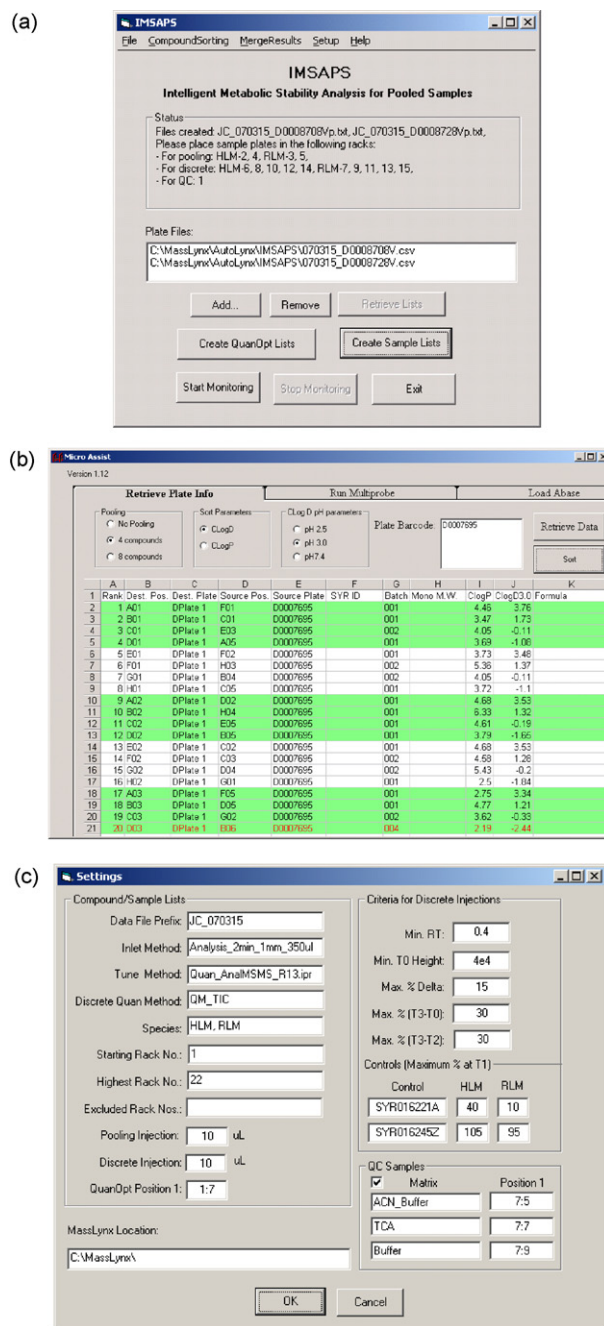 (a)
IMSAPS
File CompoundSorting MergeResults Setup Help
IMSAPS
Intelligent Metabolic Stability Analysis for Pooled Samples
Status
Files created: JC_070315_D0008708Vp.txt, JC_070315_D0008728Vp.txt,
Please place sample plates in the following racks:
- For pooling: HLM-2, 4, RLM-3, 5,
- For discrete: HLM-6, 8, 10, 12, 14, RLM-7, 9, 11, 13, 15,
- For QC: 1
Plate Files:
C:\MassLynx\AutoLynx\IMSAPS\070315_D0008708V.csv
C:\MassLynx\AutoLynx\IMSAPS\070315_D0008728V.csv
Add... Remove Retrieve Lists
Create QuanOpt Lists Create Sample Lists
Start Monitoring Stop Monitoring Exit
(b)
Micro Assist
Version 1.12
Retrieve Plate Info Run Multiprobe Load Abase
Pooling Sort Parameters CLog D pH parameters
No Pooling CLogD pH 2.5 Plate Barcode: D0007695 Retrieve Data
4 compounds CLogP pH 3.0
8 compounds pH7.4 Sort
A B C D E F G H I J K
1 Rank Dest. Pos. Dest. Plate Source Pos. Source Plate SYR ID Batch Mono M.W. ClogP ClogD3.0 Formula
2 1 A01 DPlate 1 F01 D0007695 001 4.46 3.76
3 2 B01 DPlate 1 C01 D0007695 001 3.47 1.73
4 3 C01 DPlate 1 E03 D0007695 002 4.05 -0.11
5 4 D01 DPlate 1 A05 D0007695 001 3.69 -1.08
6 5 E01 DPlate 1 F02 D0007695 001 3.73 3.48
7 6 F01 DPlate 1 H03 D0007695 002 5.36 1.37
8 7 G01 DPlate 1 B04 D0007695 002 4.05 -0.11
9 8 H01 DPlate 1 C05 D0007695 001 3.72 -1.1
10 9 A02 DPlate 1 D02 D0007695 001 4.68 3.53
11 10 B02 DPlate 1 H04 D0007695 001 6.33 1.32
12 11 C02 DPlate 1 E05 D0007695 002 4.61 -0.19
13 12 D02 DPlate 1 B05 D0007695 001 3.79 -1.65
14 13 E02 DPlate 1 C02 D0007695 001 4.68 3.53
15 14 F02 DPlate 1 C03 D0007695 002 4.58 1.28
16 15 G02 DPlate 1 D04 D0007695 002 5.43 -0.2
17 16 H02 DPlate 1 G01 D0007695 001 2.5 -1.84
18 17 A03 DPlate 1 F05 D0007695 001 2.75 3.34
19 18 B03 DPlate 1 D05 D0007695 001 4.77 1.21
20 19 C03 DPlate 1 G02 D0007695 002 3.62 -0.33
21 20 D03 DPlate 1 B06 D0007695 004 2.19 -2.44
(c)
Settings
Compound/Sample Lists
Data File Prefix: JC_070315
Inlet Method: Analysis_2min_1mm_350ul
Tune Method: Quan_AnalMSMS_R13.ipr
Discrete Quan Method: QM_TIC
Species: HLM, RLM
Starting Rack No.: 1
Highest Rack No.: 22
Excluded Rack Nos.:
Pooling Injection: 10 uL
Discrete Injection: 10 uL
QuanOpt Position 1: 1:7
MassLynx Location:
C:\MassLynx\
Criteria for Discrete Injections
Min. RT: 0.4
Min. T0 Height: 4e4
Max. % Delta: 15
Max. % (T3-T0): 30
Max. % (T3-T2): 30
Controls (Maximum % at T1)
Control HLM RLM
SYR016221A 40 10
SYR016245Z 105 95
QC Samples
Matrix Position 1
ACN_Buffer 7:5
TCA 7:7
Buffer 7:9
OK Cancel